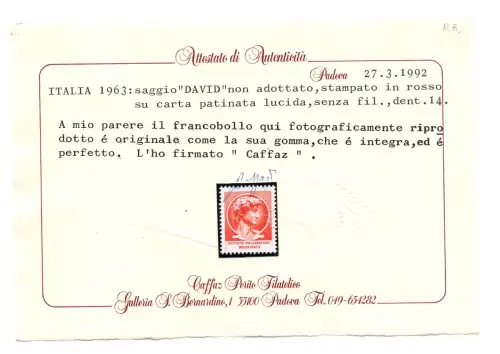 R.B.
Attestato di Autenticità
Padova 27.3.1992
ITALIA 1963:saggio"DAVID"non adottato,stampato in rosso
su carta patinata lucida,senza fil.,dent.14.
A mio parere il francobollo qui fotograficamente ripro
dotto é originale come la sua gomma,che é integra,ed é
perfetto. L'ho firmato " Caffaz " .
ISTITUTO POLIGRAFICO
DELLO STATO
Caffaz Perito Filatelico
Galleria S. Bernardino,1 35100 Padova Tel. 049-651282